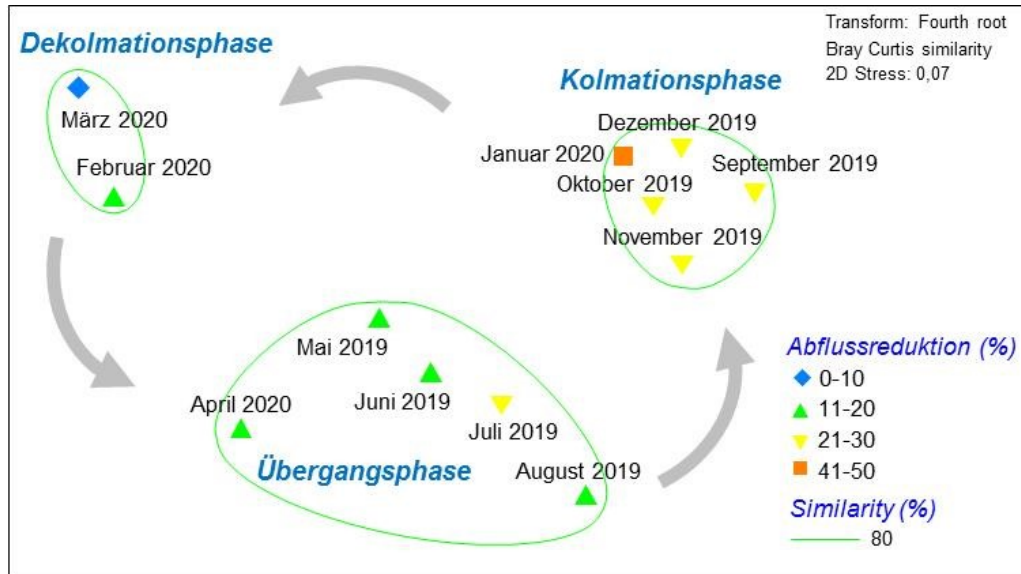 Transform: Fourth root
Bray Curtis similarity
2D Stress: 0,07
Dekolmationsphase
Kolmationsphase
März 2020
Februar 2020
Dezember 2019
Januar 2020
September 2019
Oktober 2019
November 2019
Mai 2019
April 2020
Juni 2019
Juli 2019
Übergangsphase
August 2019
Abflussreduktion (%)
0-10
11-20
21-30
41-50
Similarity (%)
80